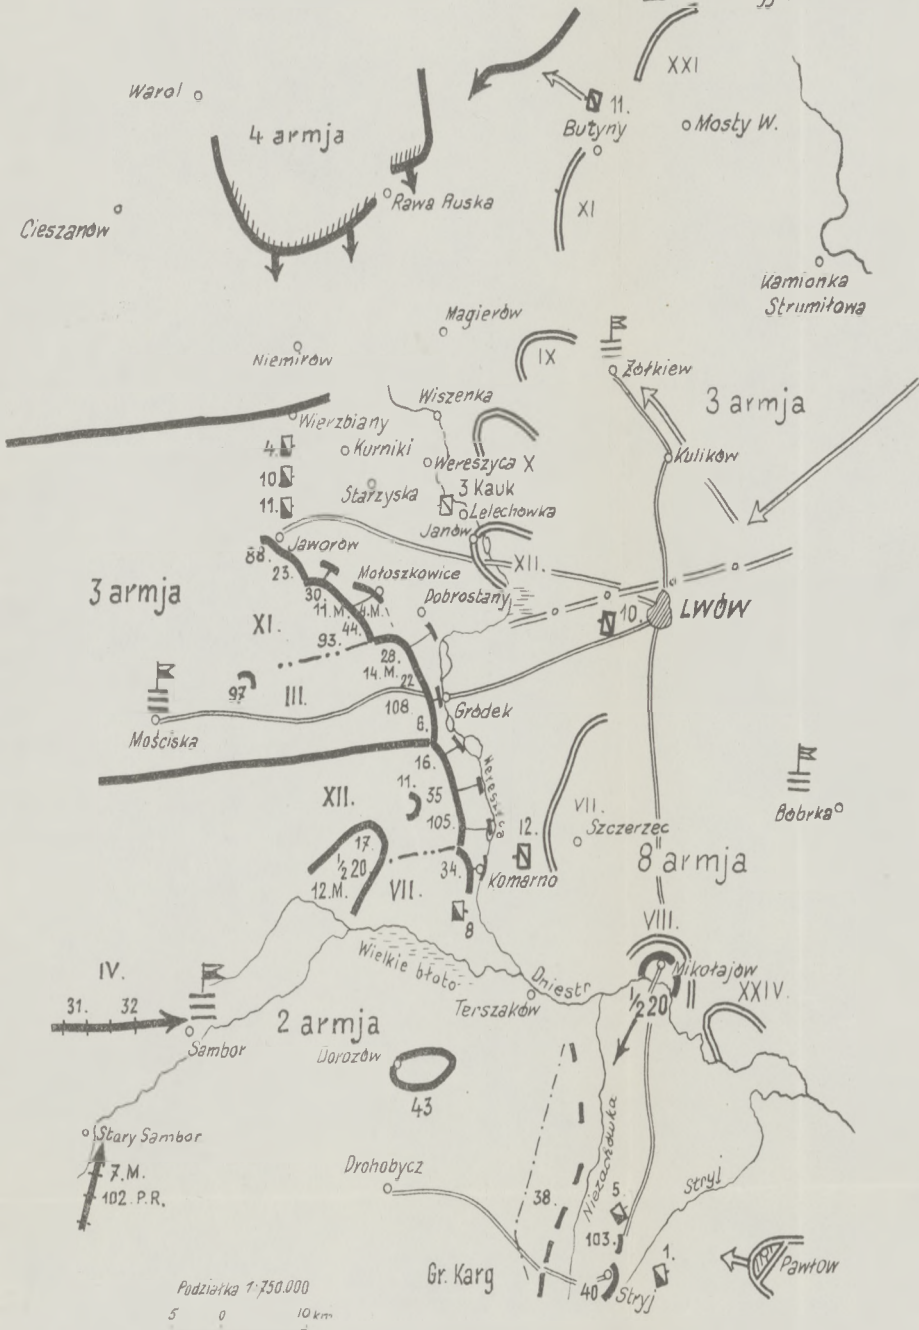 XXI
Warol
11.
4 armja
Butyny
Mosty W.
Rawa Ruska
XI
Cieszanów
Kamionka
Strumiłowa
Magierów
Niemirów
IX
Żółkiew
Wiszenka
3 armja
Wierzbiany
4.
Kurniki
Wereszyca X
Kulików
10
Starzyska
3 Kauk
11.
Lelechówka
Janów
Jaworów
88.
XII.
23.
Mołoszkowice
3 armja
30.
Dobrostany
11. M.
4. M.
10.
LWÓW
XI.
44.
93.
28.
14. M.
22
97
III.
108
Gródek
6.
Mościska
16.
Wereszyca
11.
35
XII.
VII.
105.
12.
Szczerzec
Bóbrka
17.
½ 20
8 armja
34.
12. M.
VII.
Komarno
8
VIII.
Wielkie błoto
Mikołajów
IV.
Dniestr
XXIV.
31.
32
Terszaków
½ 220
2 armja
Sambor
Dorozów
43
Stary Sambor
Niezachówka
Drohobycz
7. M.
Stryj
102. P.R.
38.
5
103.
1.
Gr. Karg
Pawłow
40
Stryj
Podziałka 1:750.000
5 0 10 km